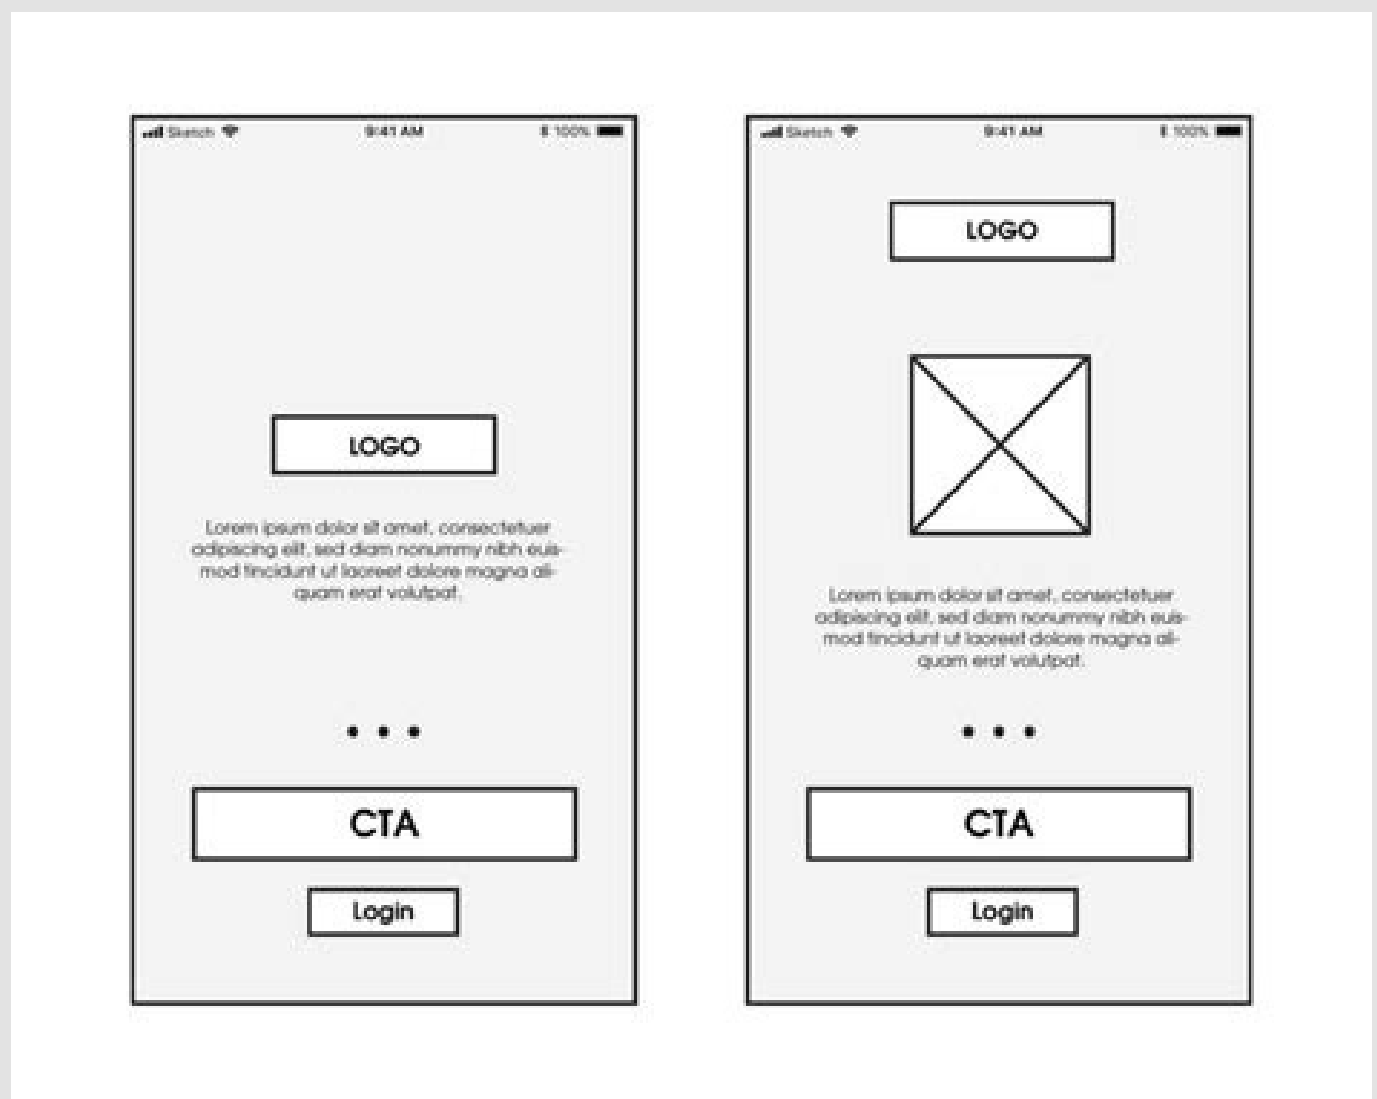 Sketch 9:41 AM 100%
LOGO
Lorem ipsum dolor sit amet, consectetuer
adipiscing elit, sed diam nonummy nibh euis-
mod tincidunt ut laoreet dolore magna ali-
quam erat volutpat.
CTA
Login
Sketch 9:41 AM 100%
LOGO
Lorem ipsum dolor sit amet, consectetuer
adipiscing elit, sed diam nonummy nibh euis-
mod tincidunt ut laoreet dolore magna ali-
quam erat volutpat.
CTA
Login